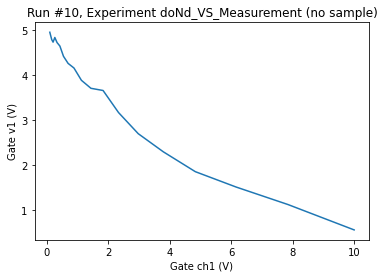 Run #10, Experiment doNd_VS_Measurement (no sample)
5
4
3
2
1
Gate v1 (V)
0 2 4 6 8 10
Gate ch1 (V)